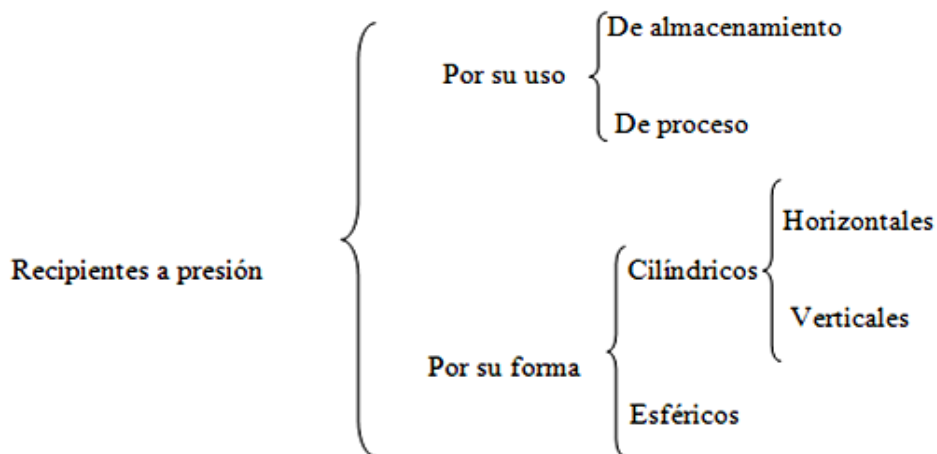 De almacenamiento
Por su uso
De proceso
Recipientes a presión
Horizontales
Cilíndricos
Verticales
Por su forma
Esféricos